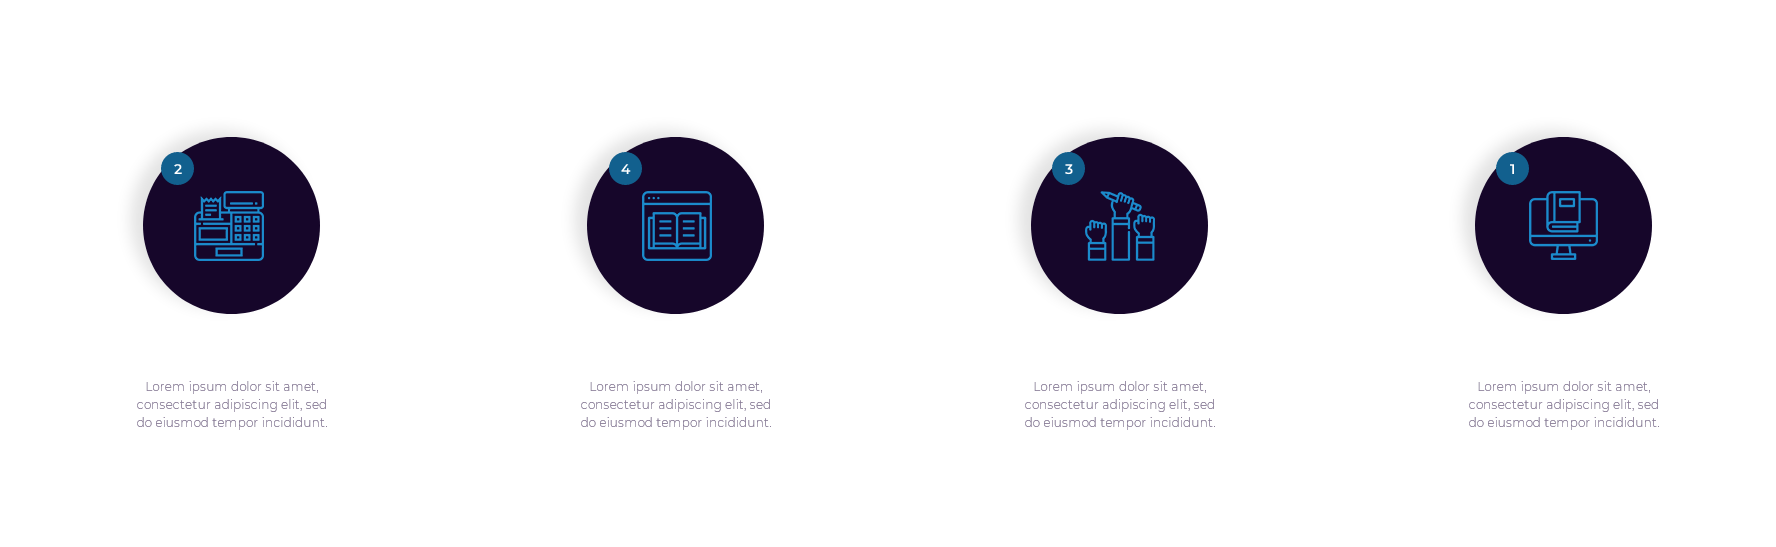 2
4
3
1
Lorem ipsum dolor sit amet,
consectetur adipiscing elit, sed
do eiusmod tempor incididunt.
Lorem ipsum dolor sit amet,
consectetur adipiscing elit, sed
do eiusmod tempor incididunt.
Lorem ipsum dolor sit amet,
consectetur adipiscing elit, sed
do eiusmod tempor incididunt.
Lorem ipsum dolor sit amet,
consectetur adipiscing elit, sed
do eiusmod tempor incididunt.